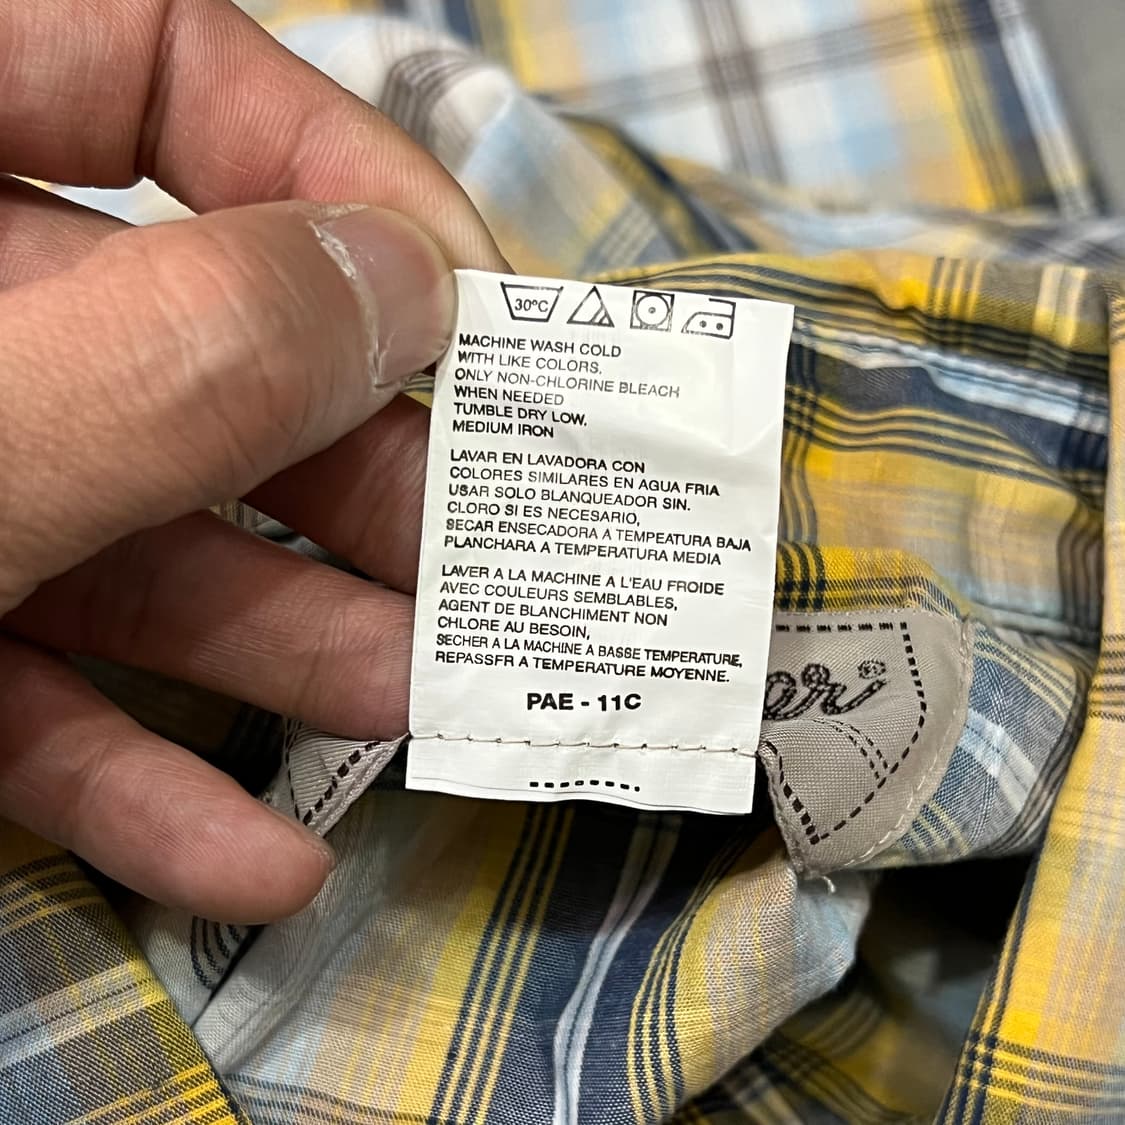 30°C
MACHINE WASH COLD
WITH LIKE COLORS,
ONLY NON-CHLORINE BLEACH
WHEN NEEDED
TUMBLE DRY LOW,
MEDIUM IRON
LAVAR EN LAVADORA CON
COLORES SIMILARES EN AGUA FRIA
USAR SOLO BLANQUEADOR SIN.
CLORO SI ES NECESARIO,
SECAR ENSECADORA A TEMPEATURA BAJA
PLANCHARA A TEMPERATURA MEDIA
LAVER A LA MACHINE A L'EAU FROIDE
AVEC COULEURS SEMBLABLES,
AGENT DE BLANCHIMENT NON
CHLORE AU BESOIN,
SECHER A LA MACHINE A BASSE TEMPERATURE,
REPASSFR A TEMPERATURE MOYENNE.
PAE - 11C